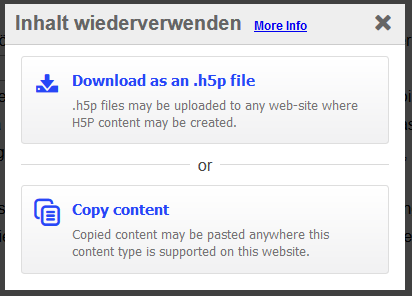 Inhalt wiederverwenden More Info
Download as an .h5p file
.h5p files may be uploaded to any web-site where
H5P content may be created.
or
Copy content
Copied content may be pasted anywhere this
content type is supported on this website.